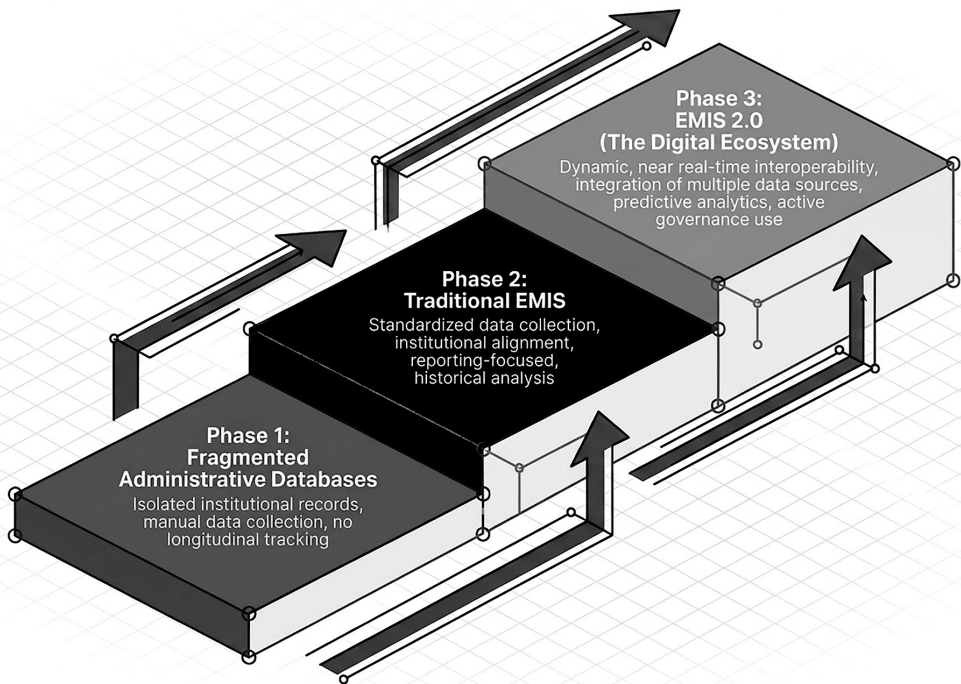 Phase 3:
EMIS 2.0
(The Digital Ecosystem)
Dynamic, near real-time interoperability,
integration of multiple data sources,
predictive analytics, active
governance use
Phase 2:
Traditional EMIS
Standardized data collection,
institutional alignment,
reporting-focused,
historical analysis
Phase 1:
Fragmented
Administrative Databases
Isolated institutional records,
manual data collection, no
longitudinal tracking